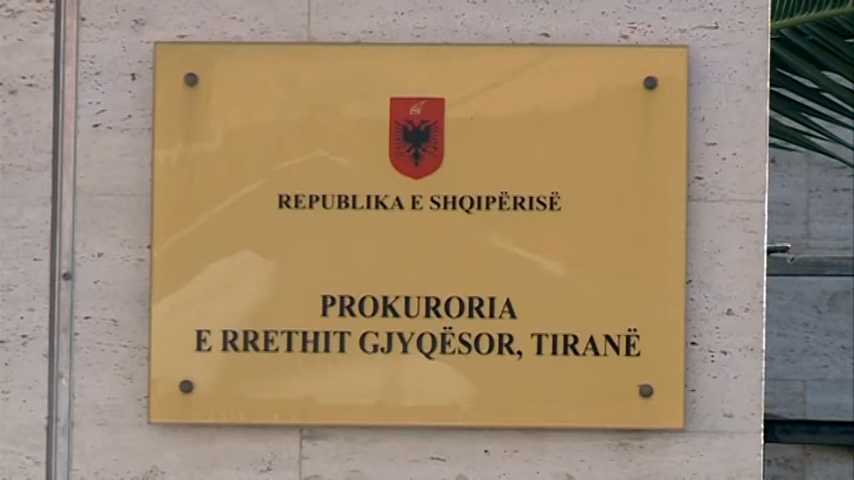 REPUBLIKA E SHQIPËRISË
PROKURORIA
E RRETHIT GJYQËSOR, TIRANË